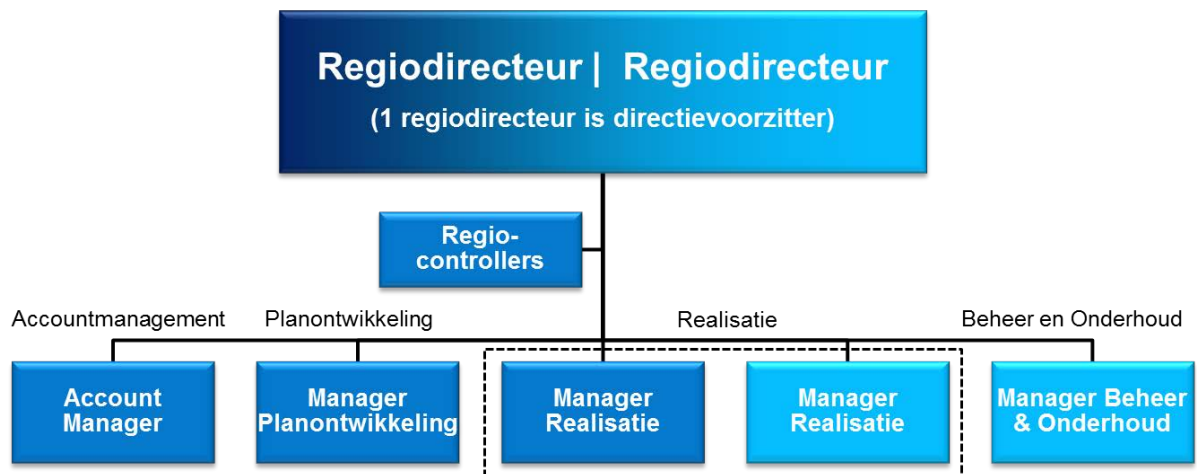 Regiodirecteur | Regiodirecteur
(1 regiodirecteur is directievoorzitter)
Regio-
controllers
Accountmanagement
Planontwikkeling
Realisatie
Beheer en Onderhoud
Account
Manager
Manager
Planontwikkeling
Manager
Realisatie
Manager
Realisatie
Manager Beheer
& Onderhoud